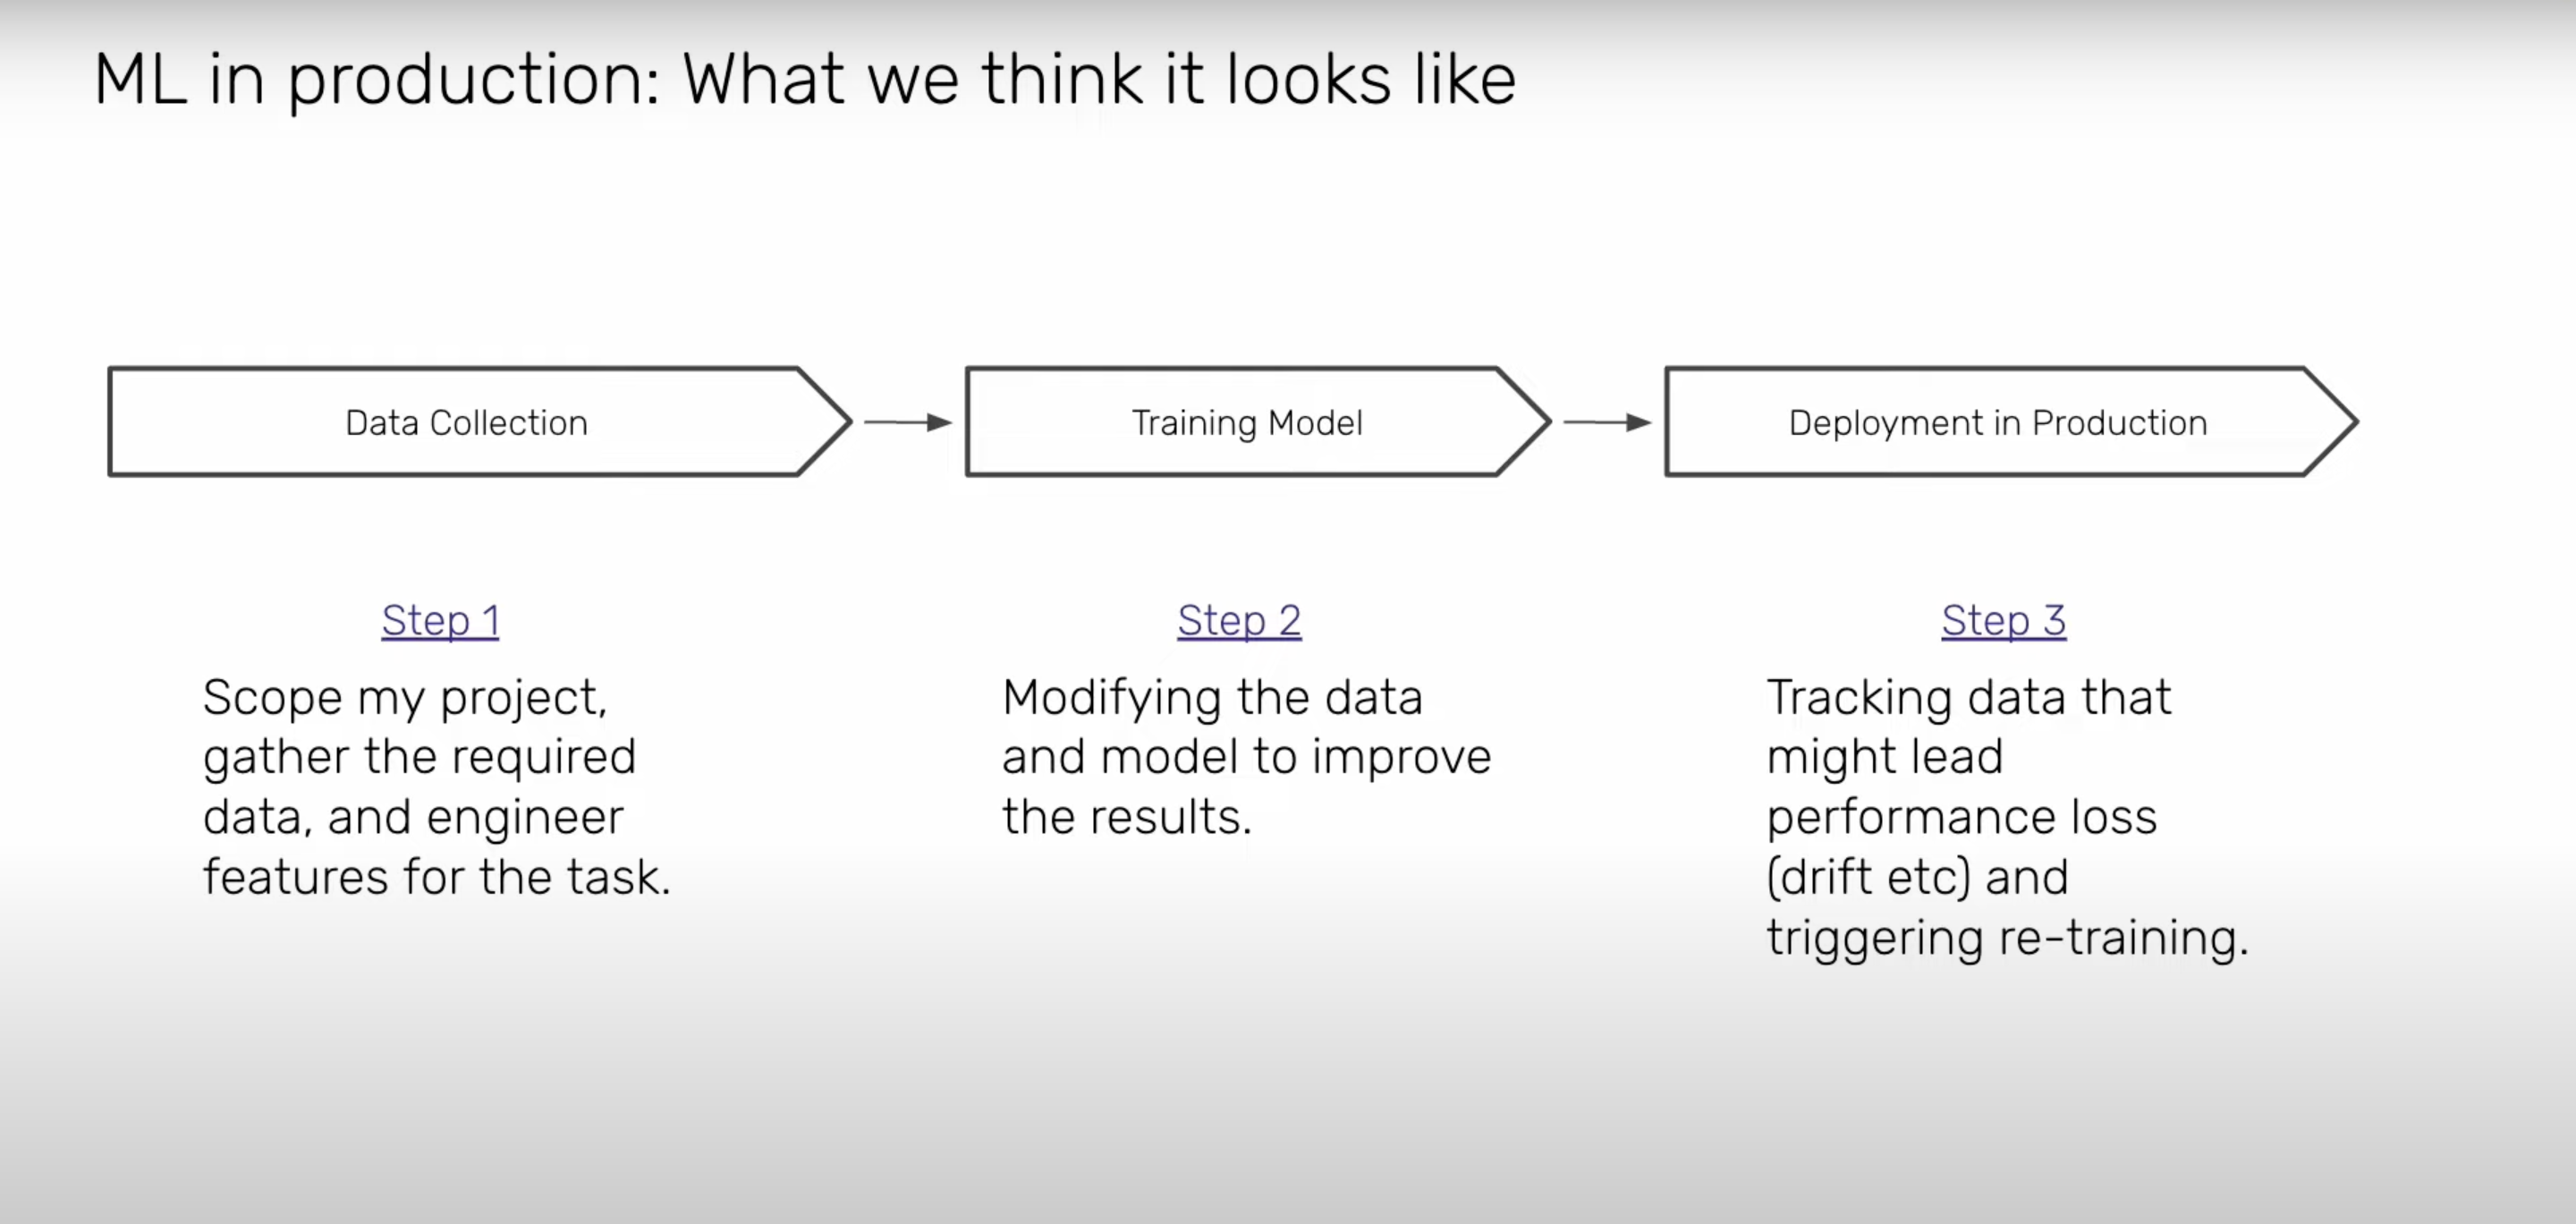 ML in production: What we think it looks like
Data Collection
Training Model
Deployment in Production
Step 1
Scope my project,
gather the required
data, and engineer
features for the task.
Step 2
Modifying the data
and model to improve
the results.
Step 3
Tracking data that
might lead
performance loss
(drift etc) and
triggering re-training.